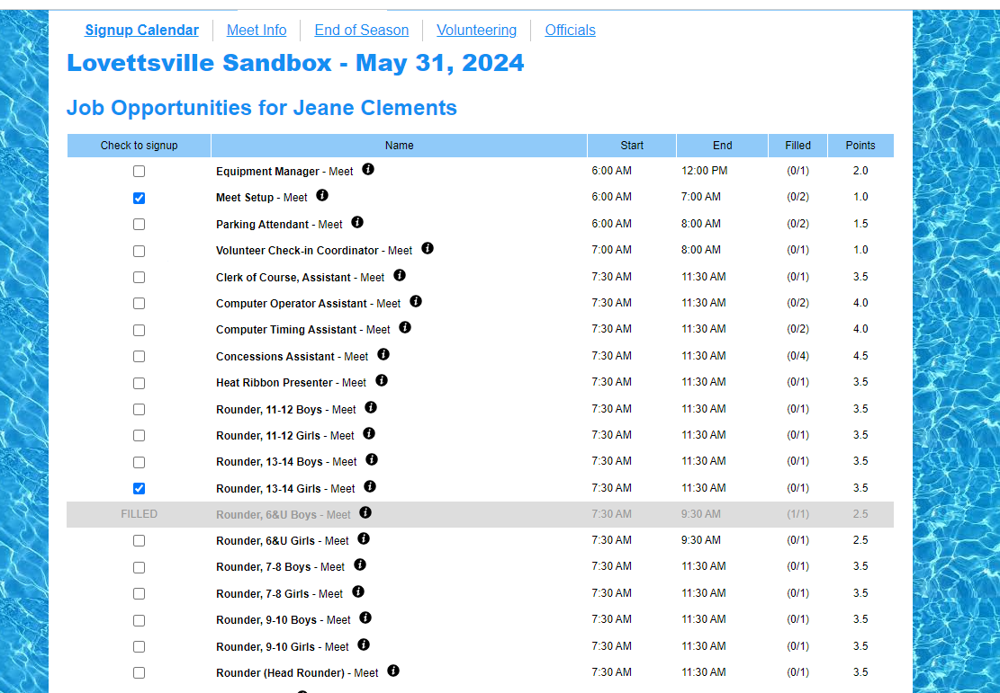 Signup Calendar Meet Info End of Season Volunteering Officials
Lovettsville Sandbox - May 31, 2024
Job Opportunities for Jeane Clements
Check to signup Name Start End Filled Points
Equipment Manager - Meet 6:00 AM 12:00 PM (0/1) 2.0
Meet Setup - Meet 6:00 AM 7:00 AM (0/2) 1.0
Parking Attendant - Meet 6:00 AM 8:00 AM (0/2) 1.5
Volunteer Check-in Coordinator - Meet 7:00 AM 8:00 AM (0/1) 1.0
Clerk of Course, Assistant - Meet 7:30 AM 11:30 AM (0/1) 3.5
Computer Operator Assistant - Meet 7:30 AM 11:30 AM (0/2) 4.0
Computer Timing Assistant - Meet 7:30 AM 11:30 AM (0/2) 4.0
Concessions Assistant - Meet 7:30 AM 11:30 AM (0/4) 4.5
Heat Ribbon Presenter - Meet 7:30 AM 11:30 AM (0/1) 3.5
Rounder, 11-12 Boys - Meet 7:30 AM 11:30 AM (0/1) 3.5
Rounder, 11-12 Girls - Meet 7:30 AM 11:30 AM (0/1) 3.5
Rounder, 13-14 Boys - Meet 7:30 AM 11:30 AM (0/1) 3.5
Rounder, 13-14 Girls - Meet 7:30 AM 11:30 AM (0/1) 3.5
FILLED Rounder, 6&U Boys - Meet 7:30 AM 9:30 AM (1/1) 2.5
Rounder, 6&U Girls - Meet 7:30 AM 9:30 AM (0/1) 2.5
Rounder, 7-8 Boys - Meet 7:30 AM 11:30 AM (0/1) 3.5
Rounder, 7-8 Girls - Meet 7:30 AM 11:30 AM (0/1) 3.5
Rounder, 9-10 Boys - Meet 7:30 AM 11:30 AM (0/1) 3.5
Rounder, 9-10 Girls - Meet 7:30 AM 11:30 AM (0/1) 3.5
Rounder (Head Rounder) - Meet 7:30 AM 11:30 AM (0/1) 3.5